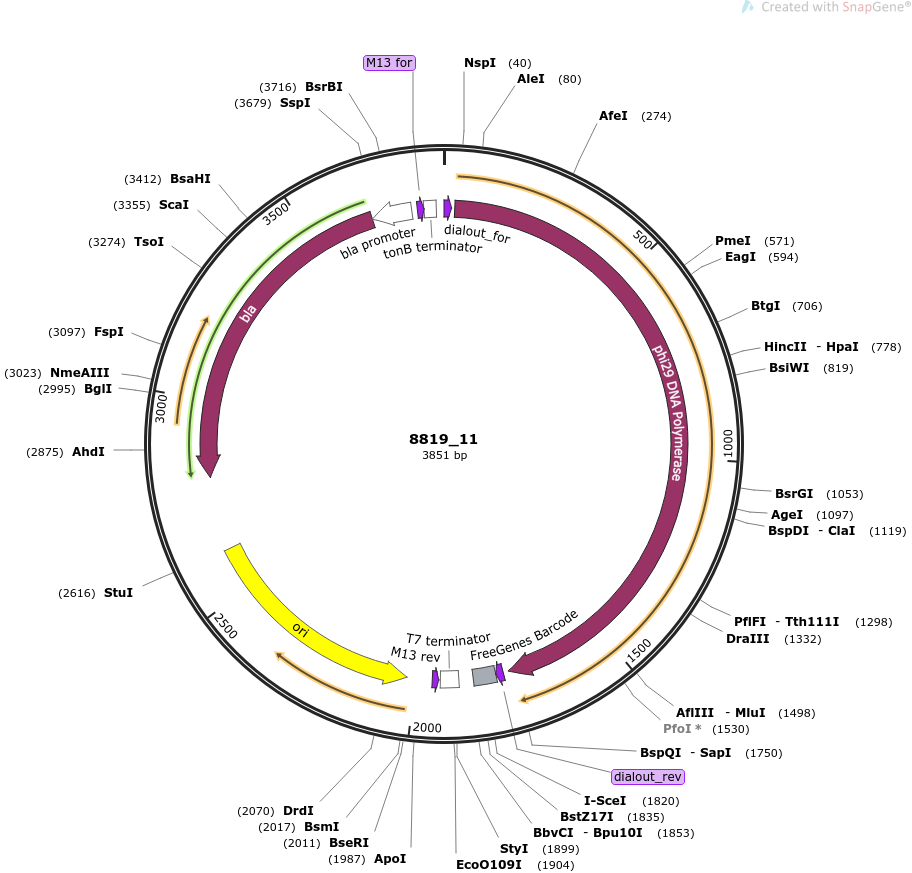 Created with SnapGene®
M13 for
NspI (40)
AleI (80)
AfeI (274)
(3716) BsrBI
(3679) SspI
(3412) BsaHI
(3355) ScaI
(3274) TsoI
(3097) FspI
(3023) NmeAIII
(2995) BglI
(2875) AhdI
(2616) StuI
PmeI (571)
EagI (594)
BtgI (706)
HincII - HpaI (778)
BsiWI (819)
BsrGI (1053)
AgeI (1097)
BspDI - ClaI (1119)
PflFI - Tth111I (1298)
DraIII (1332)
AflIII - MluI (1498)
PfoI * (1530)
BspQI - SapI (1750)
dialout_rev
I-SceI (1820)
BstZ17I (1835)
BbvCI - Bpu10I (1853)
StyI (1899)
EcoO109I (1904)
(2070) DrdI
(2017) BsmI
(2011) BseRI
(1987) ApoI
500
1000
1500
2000
2500
3000
3500
bla promoter
tonB terminator
dialout_for
bla
phi29 DNA Polymerase
8819_11
3851 bp
ori
M13 rev
T7 terminator
FreeGenes Barcode